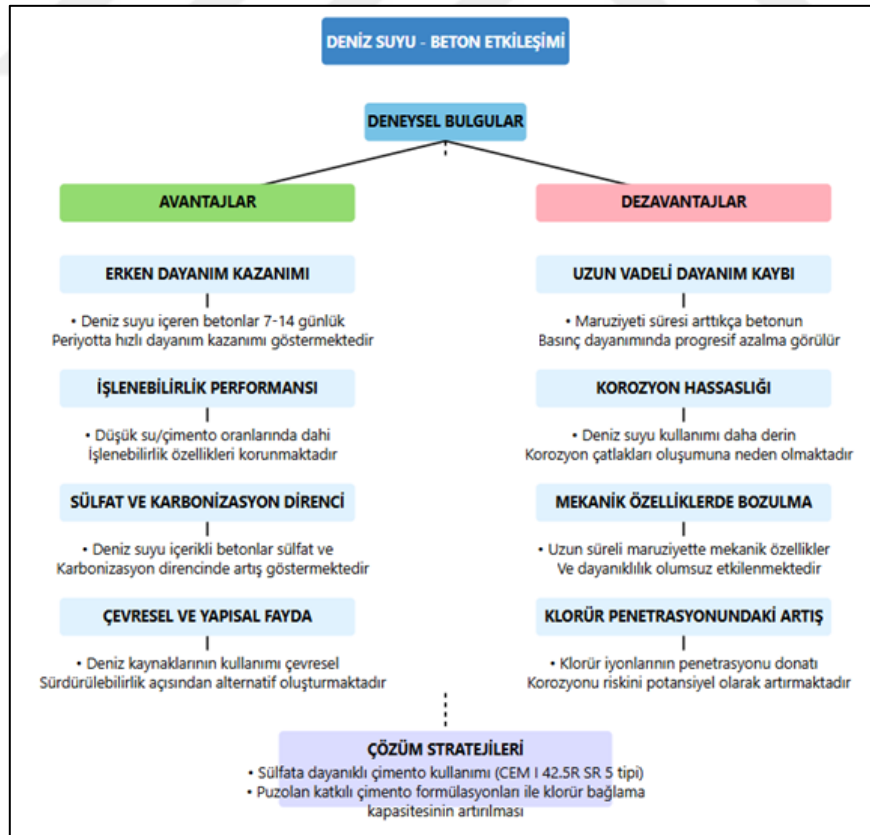 DENİZ SUYU - BETON ETKİLEŞİMİ
DENEYSEL BULGULAR
AVANTAJLAR
ERKEN DAYANIM KAZANIMI
• Deniz suyu içeren betonlar 7-14 günlük
Periyotta hızlı dayanım kazanımı göstermektedir
İŞLENEBİLİRLİK PERFORMANSI
• Düşük su/çimento oranlarında dahi
İşlenebilirlik özellikleri korunmaktadır
SÜLFAT VE KARBONİZASYON DİRENCİ
• Deniz suyu içerikli betonlar sülfat ve
Karbonizasyon direncinde artış göstermektedir
ÇEVRESEL VE YAPISAL FAYDA
• Deniz kaynaklarının kullanımı çevresel
Sürdürülebilirlik açısından alternatif oluşturmaktadır
DEZAVANTAJLAR
UZUN VADELİ DAYANIM KAYBI
• Maruziyeti süresi arttıkça betonun
Basınç dayanımında progresif azalma görülür
KOROZYON HASSASLIĞI
• Deniz suyu kullanımı daha derin
Korozyon çatlakları oluşumuna neden olmaktadır
MEKANİK ÖZELLİKLERDE BOZULMA
• Uzun süreli maruziyette mekanik özellikler
Ve dayanıklılık olumsuz etkilenmektedir
KLORÜR PENETRASYONUNDAKİ ARTIŞ
• Klorür iyonlarının penetrasyonu donatı
Korozyonu riskini potansiyel olarak artırmaktadır
ÇÖZÜM STRATEJİLERİ
• Sülfata dayanıklı çimento kullanımı (CEM I 42.5R SR 5 tipi)
• Puzolan katkılı çimento formülasyonları ile klorür bağlama
kapasitesinin artırılması